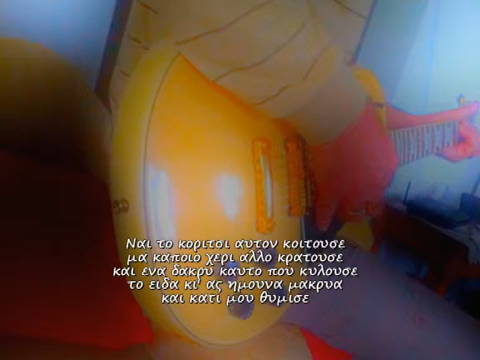 Ναι το κοριτσι αυτον κοιτουσε
μα καποιο χερι αλλο κρατουσε
και ενα δακρυ καυτο που κυλουσε
το ειδα κι' ας ημουνα μακρυα
και κατι μου θυμισε